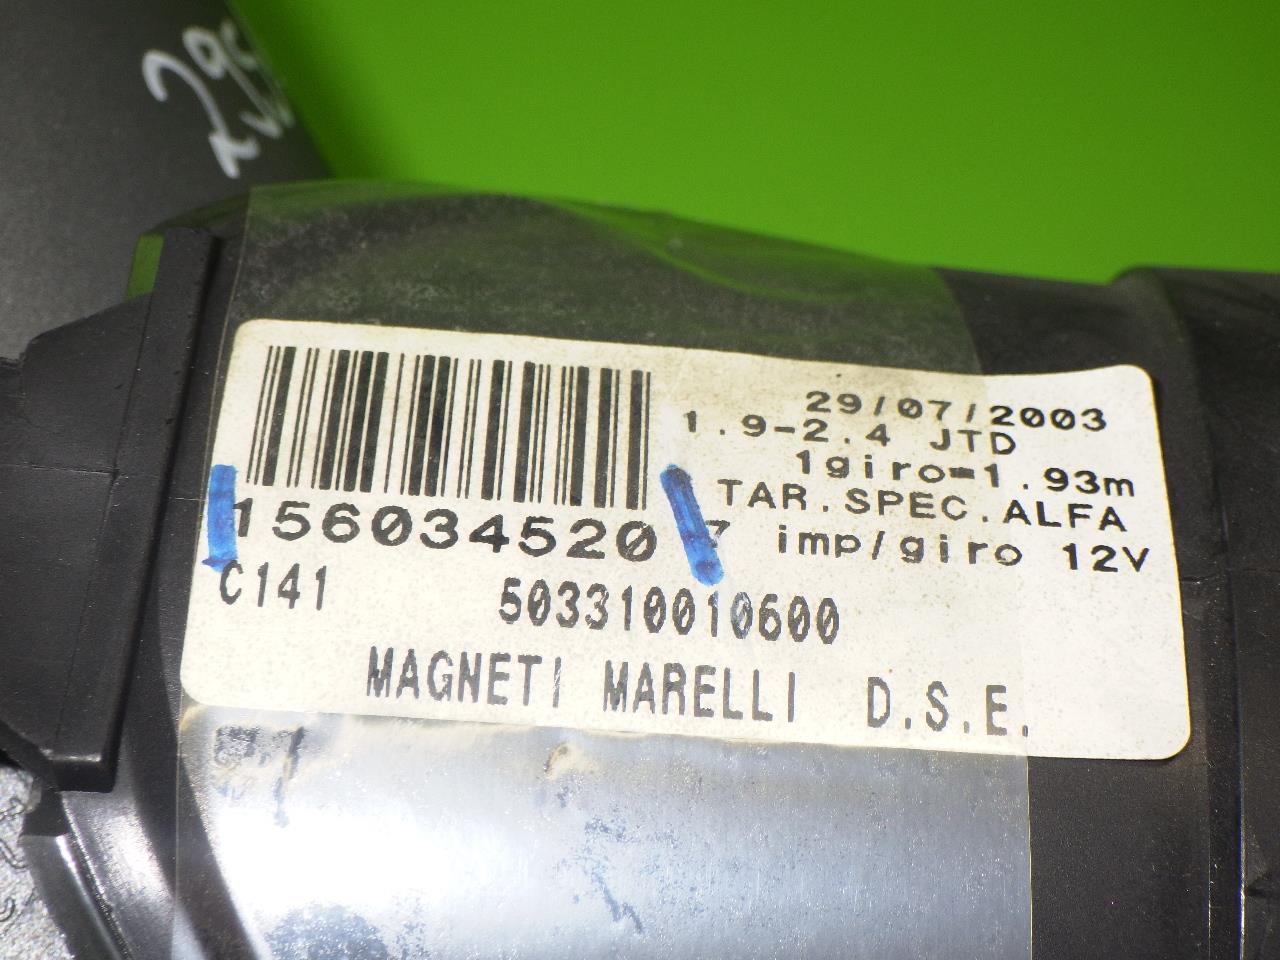 29/07/2003
1.9-2.4 JTD
1giro=1.93m
TAR.SPEC.ALFA
156034520 7 imp/giro 12V
C141 503310010600
MAGNETI MARELLI D.S.E.